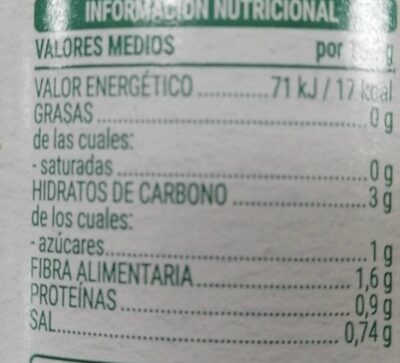 INFORMACIÓN NUTRICIONAL
VALORES MEDIOS por g
VALOR ENERGÉTICO ............71 kJ / 17 kcal
GRASAS ..............................................0 g
de las cuales:
- saturadas .........................................0 g
HIDRATOS DE CARBONO .....................3 g
de los cuales:
- azúcares...........................................1 g
FIBRA ALIMENTARIA..........................1,6 g
PROTEÍNAS .......................................0,9 g
SAL.................................................0,74 g